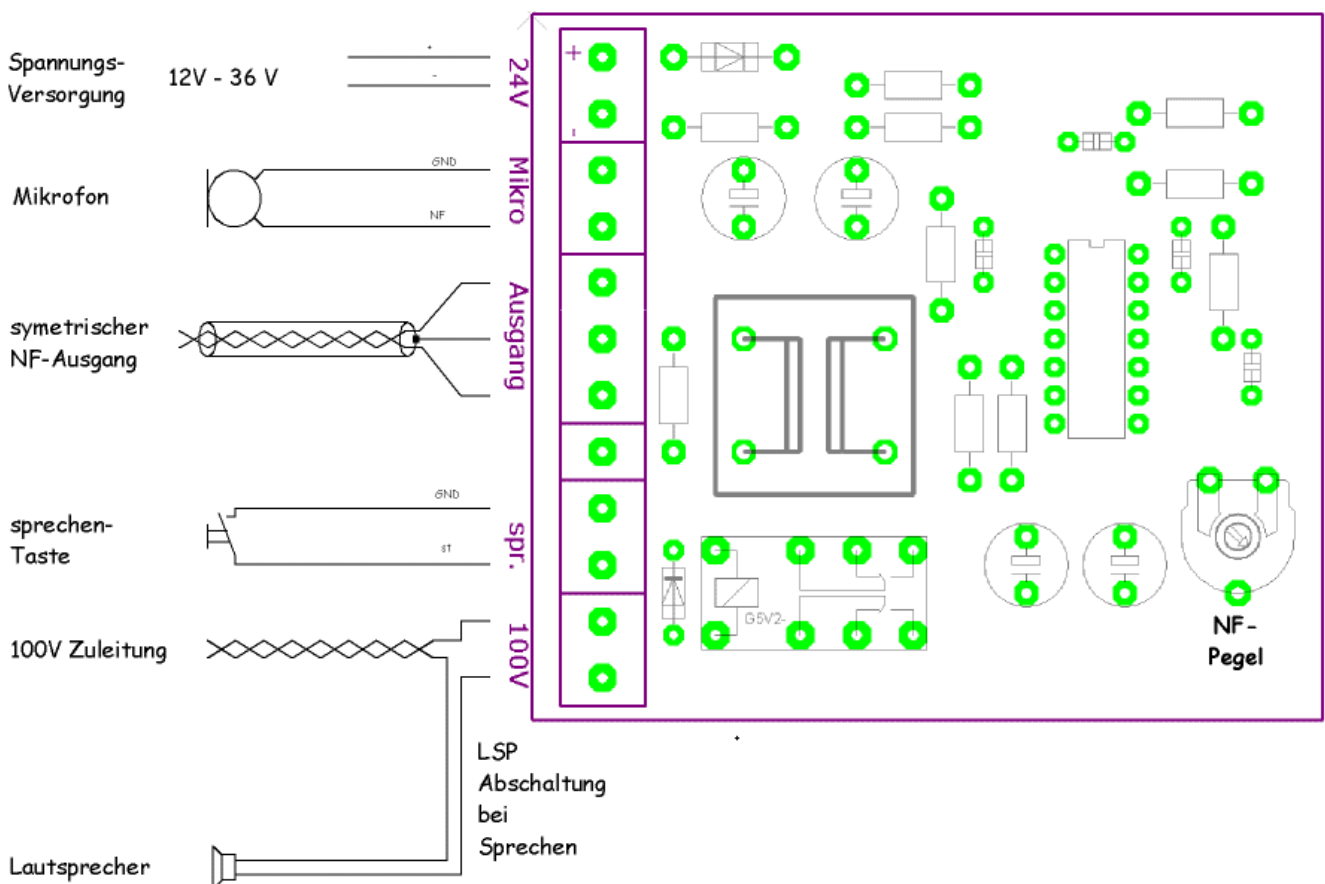 Spannungs-
Versorgung
12V - 36 V
+
-
24V
+
-
Mikrofon
GND
NF
Mikro
symetrischer
NF-Ausgang
Ausgang
sprechen-
Taste
GND
st
spr.
100V Zuleitung
100V
LSP
Abschaltung
bei
Sprechen
Lautsprecher
G5V2-
NF-
Pegel